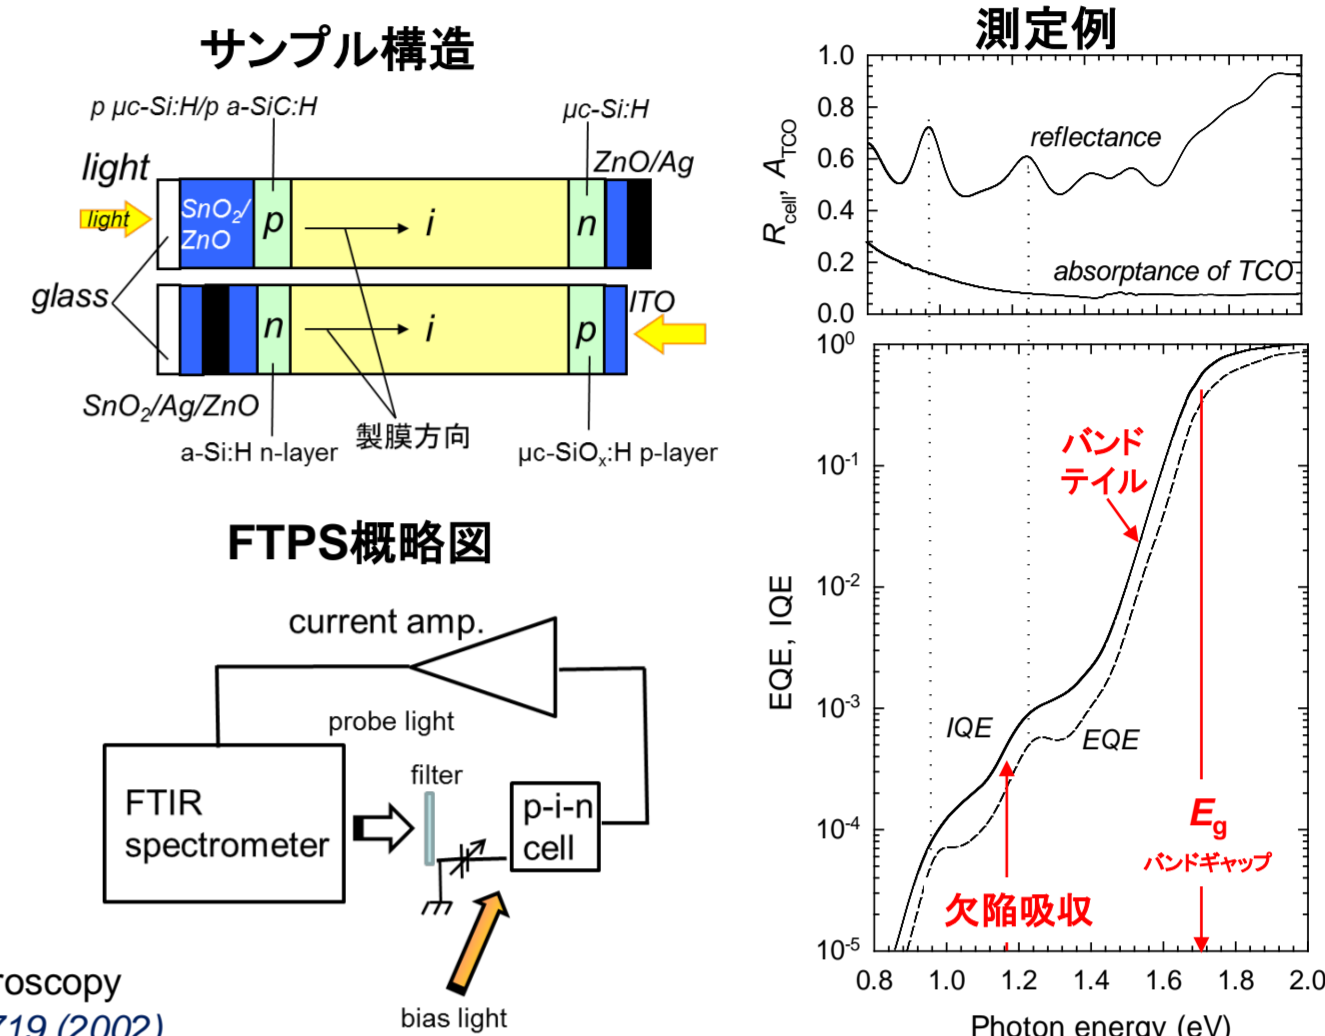 サンプル構造
p µc-Si:H/p a-SiC:H
µc-Si:H
ZnO/Ag
light
light
SnO2/
ZnO
p
i
n
glass
ITO
n
i
p
SnO2/Ag/ZnO
製膜方向
a-Si:H n-layer
µc-SiOx:H p-layer
FTPS概略図
current amp.
probe light
filter
FTIR
spectrometer
p-i-n
cell
bias light
roscopy
719 (2002)
測定例
1.0
0.8
0.6
0.4
0.2
0.0
Rcell, ATCO
reflectance
absorptance of TCO
10^0
10^-1
10^-2
10^-3
10^-4
10^-5
EQE, IQE
バンド
テイル
IQE
EQE
Eg
バンドギャップ
欠陥吸収
0.8 1.0 1.2 1.4 1.6 1.8 2.0
Photon energy (eV)